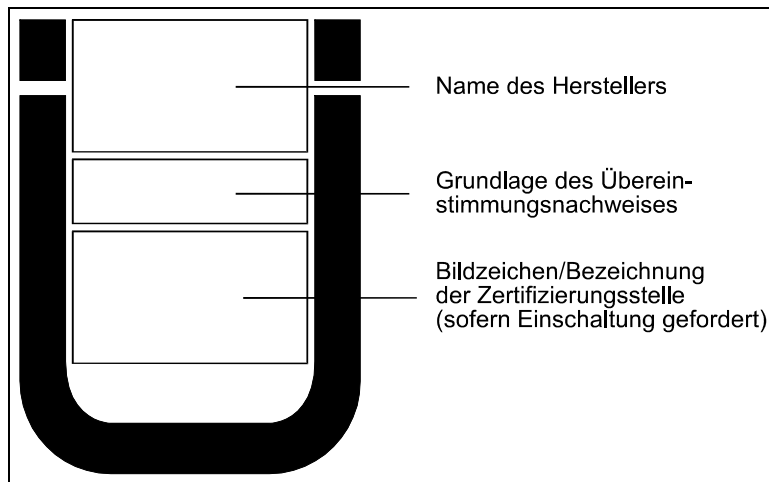 Name des Herstellers
Grundlage des Überein-
stimmungsnachweises
Bildzeichen/Bezeichnung
der Zertifizierungsstelle
(sofern Einschaltung gefordert)